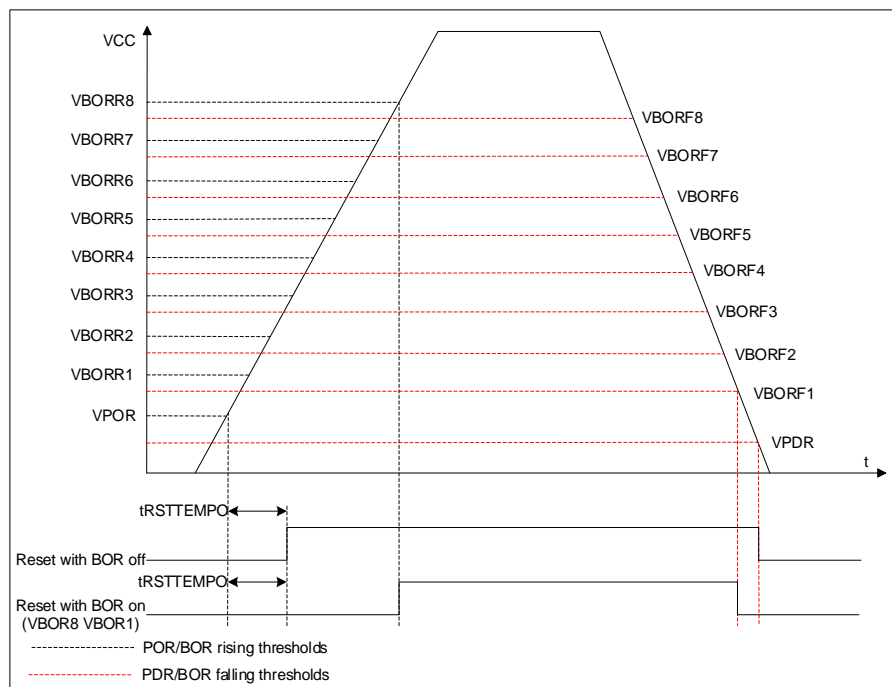 VCC
VBORR8
VBORF8
VBORR7
VBORF7
VBORR6
VBORF6
VBORR5
VBORF5
VBORR4
VBORF4
VBORR3
VBORF3
VBORR2
VBORF2
VBORR1
VBORF1
VPOR
VPDR
t
tRSTTEMPO
Reset with BOR off
tRSTTEMPO
Reset with BOR on
(VBOR8 VBOR1)
POR/BOR rising thresholds
PDR/BOR falling thresholds